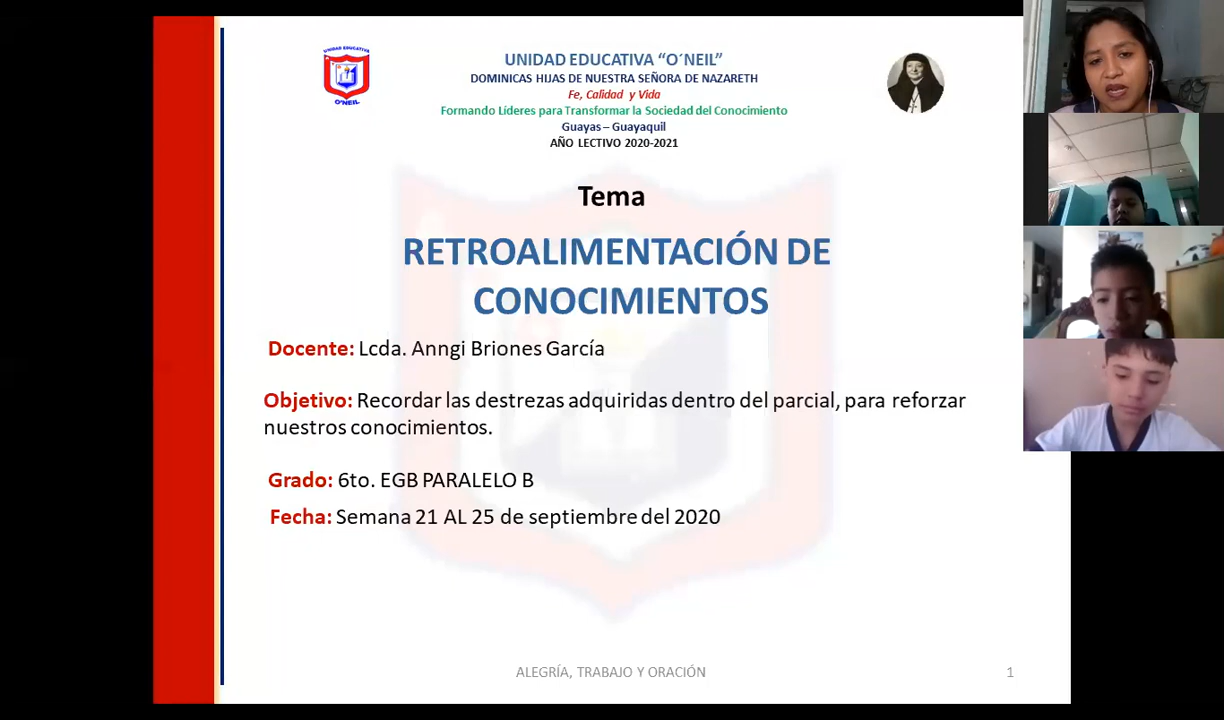 UNIDAD EDUCATIVA
O'NEIL
UNIDAD EDUCATIVA “O´NEIL”
DOMINICAS HIJAS DE NUESTRA SEÑORA DE NAZARETH
Fe, Calidad y Vida
Formando Líderes para Transformar la Sociedad del Conocimiento
Guayas – Guayaquil
AÑO LECTIVO 2020-2021
Tema
RETROALIMENTACIÓN DE
CONOCIMIENTOS
Docente: Lcda. Anngi Briones García
Objetivo: Recordar las destrezas adquiridas dentro del parcial, para reforzar
nuestros conocimientos.
Grado: 6to. EGB PARALELO B
Fecha: Semana 21 AL 25 de septiembre del 2020
ALEGRÍA, TRABAJO Y ORACIÓN
1